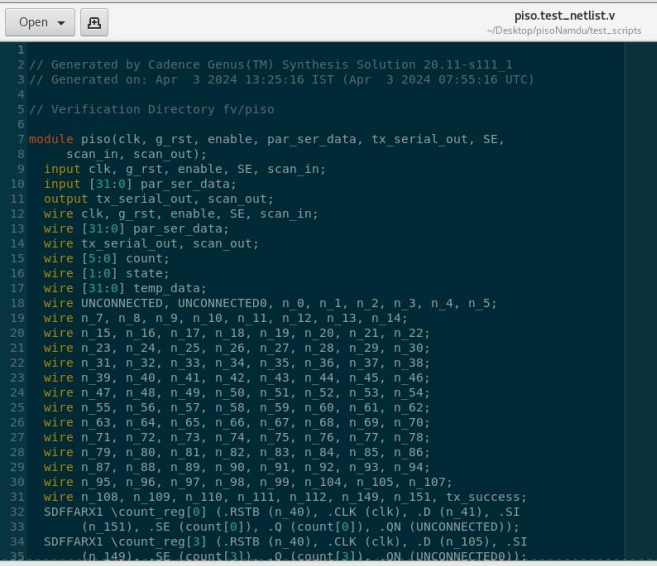 Open
piso.test_netlist.v
~/Desktop/pisoNamdu/test_scripts
1
2 // Generated by Cadence Genus(TM) Synthesis Solution 20.11-s111_1
3 // Generated on: Apr  3 2024 13:25:16 IST (Apr  3 2024 07:55:16 UTC)
4
5 // Verification Directory fv/piso
6
7 module piso(clk, g_rst, enable, par_ser_data, tx_serial_out, SE,
8      scan_in, scan_out);
9   input clk, g_rst, enable, SE, scan_in;
10   input [31:0] par_ser_data;
11   output tx_serial_out, scan_out;
12   wire clk, g_rst, enable, SE, scan_in;
13   wire [31:0] par_ser_data;
14   wire tx_serial_out, scan_out;
15   wire [5:0] count;
16   wire [1:0] state;
17   wire [31:0] temp_data;
18   wire UNCONNECTED, UNCONNECTED0, n_0, n_1, n_2, n_3, n_4, n_5;
19   wire n_7, n_8, n_9, n_10, n_11, n_12, n_13, n_14;
20   wire n_15, n_16, n_17, n_18, n_19, n_20, n_21, n_22;
21   wire n_23, n_24, n_25, n_26, n_27, n_28, n_29, n_30;
22   wire n_31, n_32, n_33, n_34, n_35, n_36, n_37, n_38;
23   wire n_39, n_40, n_41, n_42, n_43, n_44, n_45, n_46;
24   wire n_47, n_48, n_49, n_50, n_51, n_52, n_53, n_54;
25   wire n_55, n_56, n_57, n_58, n_59, n_60, n_61, n_62;
26   wire n_63, n_64, n_65, n_66, n_67, n_68, n_69, n_70;
27   wire n_71, n_72, n_73, n_74, n_75, n_76, n_77, n_78;
28   wire n_79, n_80, n_81, n_82, n_83, n_84, n_85, n_86;
29   wire n_87, n_88, n_89, n_90, n_91, n_92, n_93, n_94;
30   wire n_95, n_96, n_97, n_98, n_99, n_104, n_105, n_107;
31   wire n_108, n_109, n_110, n_111, n_112, n_149, n_151, tx_success;
32   SDFFARX1 \count_reg[0] (.RSTB (n_40), .CLK (clk), .D (n_41), .SI
33        (n_151), .SE (count[0]), .Q (count[0]), .QN (UNCONNECTED));
34   SDFFARX1 \count_reg[3] (.RSTB (n_40), .CLK (clk), .D (n_105), .SI
35        (n_149), .SE (count[3]), .Q (count[3]), .QN (UNCONNECTED0));